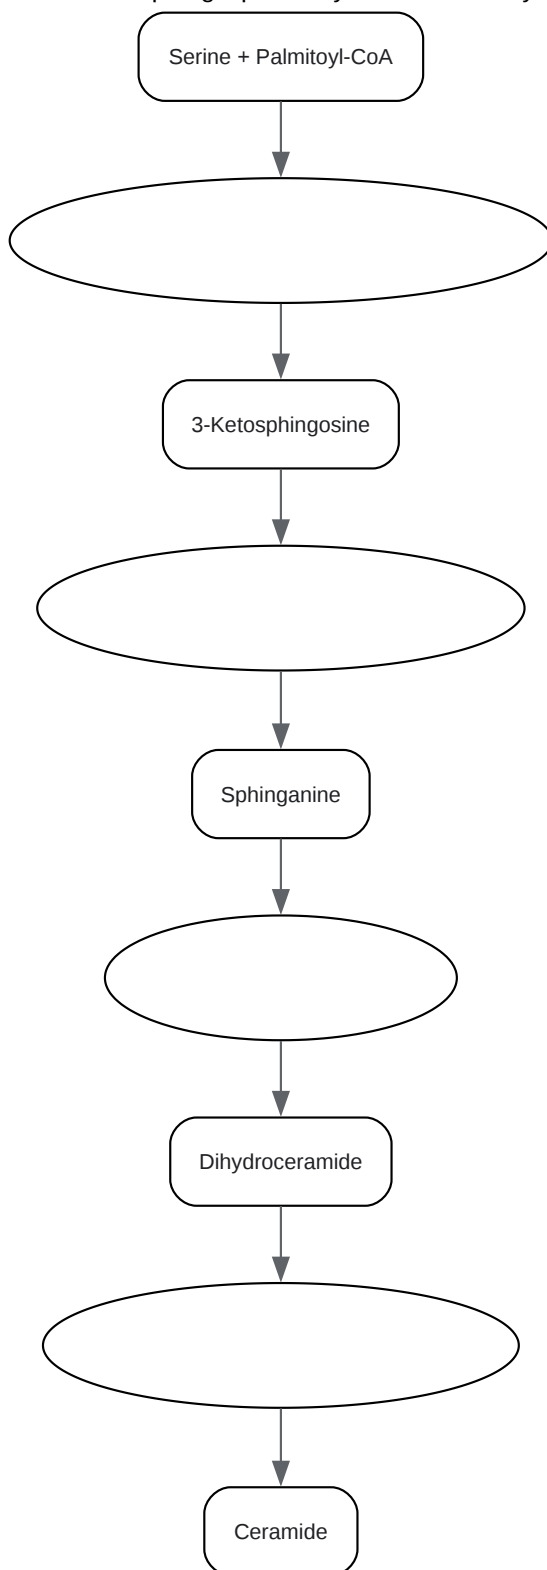 Serine + Palmitoyl-CoA
3-Ketosphingosine
Sphinganine
Dihydroceramide
Ceramide